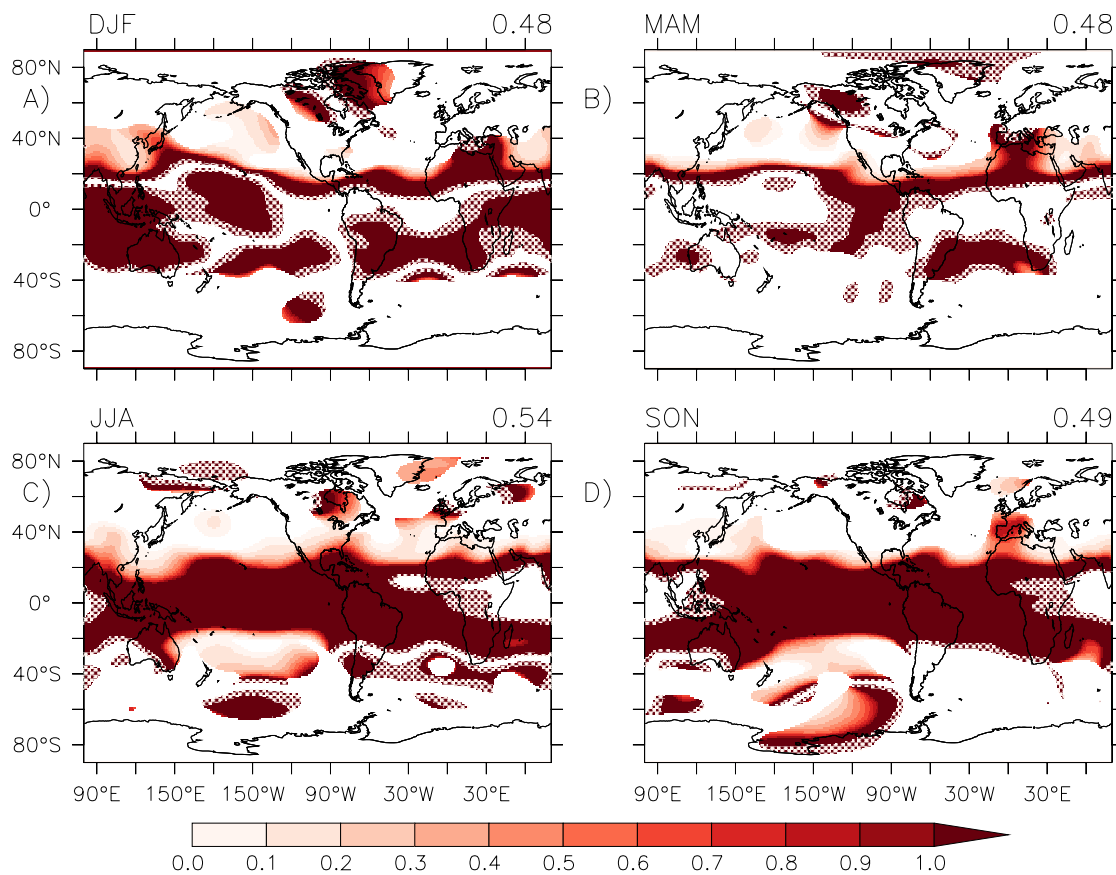 DJF 0.48 MAM 0.48
80°N
A) B)
40°N
0°
40°S
80°S
JJA 0.54 SON 0.49
80°N
C) D)
40°N
0°
40°S
80°S
90°E 150°E 150°W 90°W 30°W 30°E 90°E 150°E 150°W 90°W 30°W 30°E
0.0 0.1 0.2 0.3 0.4 0.5 0.6 0.7 0.8 0.9 1.0